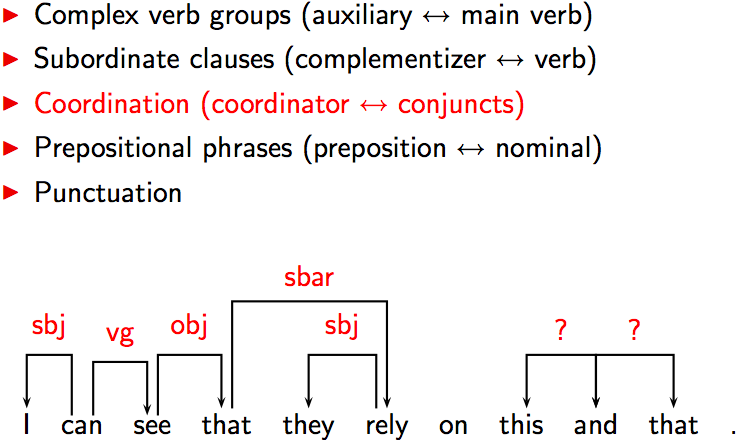 Complex verb groups (auxiliary ↔ main verb)
Subordinate clauses (complementizer ↔ verb)
Coordination (coordinator ↔ conjuncts)
Prepositional phrases (preposition ↔ nominal)
Punctuation
sbar
sbj vg obj sbj ? ?
I can see that they rely on this and that .